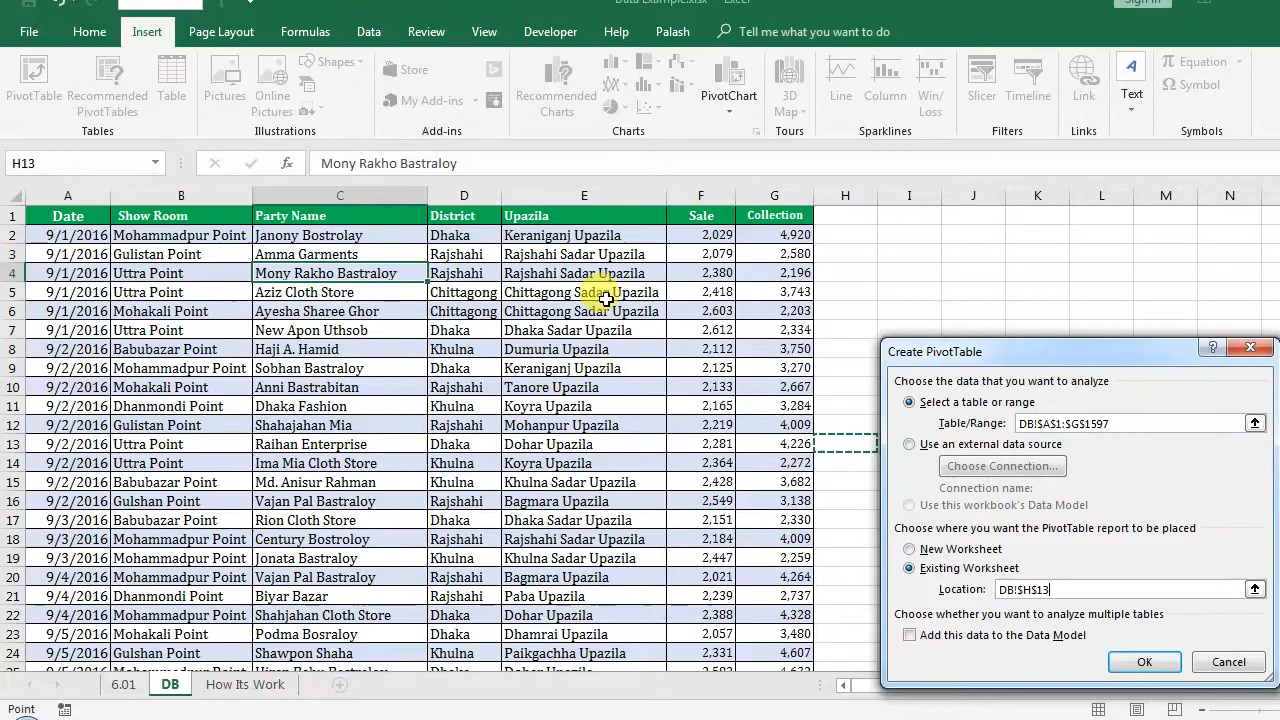 Data Example.xlsx - Excel
Sign in
File Home Insert Page Layout Formulas Data Review View Developer Help Palash Tell me what you want to do
PivotTable Recommended PivotTables Table Pictures Online Pictures Shapes Store My Add-ins Recommended Charts PivotChart 3D Map Line Column Win/Loss Slicer Timeline Link Text Equation Symbol
Tables Illustrations Add-ins Charts Tours Sparklines Filters Links Symbols
H13 fx Mony Rakho Bastraloy
A B C D E F G H I J K L M N
1 Date Show Room Party Name District Upazila Sale Collection
2 9/1/2016 Mohammadpur Point Janony Bostrolay Dhaka Keraniganj Upazila 2,029 4,920
3 9/1/2016 Gulistan Point Amma Garments Rajshahi Rajshahi Sadar Upazila 2,079 2,580
4 9/1/2016 Uttra Point Mony Rakho Bastraloy Rajshahi Rajshahi Sadar Upazila 2,380 2,196
5 9/1/2016 Uttra Point Aziz Cloth Store Chittagong Chittagong Sadar Upazila 2,418 3,743
6 9/1/2016 Mohakali Point Ayesha Sharee Ghor Chittagong Chittagong Sadar Upazila 2,603 2,203
7 9/1/2016 Uttra Point New Apon Uthsob Dhaka Dhaka Sadar Upazila 2,612 2,334
8 9/2/2016 Babubazar Point Haji A. Hamid Khulna Dumuria Upazila 2,112 3,750
9 9/2/2016 Mohakali Point Sobhan Bastraloy Dhaka Keraniganj Upazila 2,125 3,270
10 9/2/2016 Mohakali Point Anni Bastrabitan Rajshahi Tanore Upazila 2,133 2,667
11 9/2/2016 Dhanmondi Point Dhaka Fashion Khulna Koyra Upazila 2,165 3,284
12 9/2/2016 Gulistan Point Shahajahan Mia Rajshahi Mohanpur Upazila 2,219 4,009
13 9/2/2016 Uttra Point Raihan Enterprise Dhaka Dohar Upazila 2,281 4,226
14 9/2/2016 Uttra Point Ima Mia Cloth Store Khulna Koyra Upazila 2,364 2,272
15 9/2/2016 Babubazar Point Md. Anisur Rahman Khulna Khulna Sadar Upazila 2,428 3,682
16 9/2/2016 Gulshan Point Vajan Pal Bastraloy Rajshahi Bagmara Upazila 2,549 3,138
17 9/3/2016 Babubazar Point Rion Cloth Store Dhaka Dhaka Sadar Upazila 2,151 2,330
18 9/3/2016 Gulshan Point Century Bostroloy Rajshahi Rajshahi Sadar Upazila 2,184 4,009
19 9/3/2016 Babubazar Point Jonata Bastraloy Khulna Khulna Sadar Upazila 2,447 2,259
20 9/4/2016 Mohammadpur Point Vajan Pal Bastraloy Rajshahi Bagmara Upazila 2,021 4,264
21 9/4/2016 Dhanmondi Point Biyar Bazar Rajshahi Paba Upazila 2,239 2,737
22 9/4/2016 Mohammadpur Point Shahjahan Cloth Store Dhaka Dohar Upazila 2,388 4,328
23 9/5/2016 Mohakali Point Podma Bosraloy Dhaka Dhamrai Upazila 2,057 3,480
24 9/5/2016 Gulshan Point Shawpon Shaha Khulna Paikgachha Upazila 2,331 4,607
Create PivotTable
Choose the data that you want to analyze
Select a table or range
Table/Range: DB!$A$1:$G$1597
Use an external data source
Choose Connection...
Connection name:
Use this workbook's Data Model
Choose where you want the PivotTable report to be placed
New Worksheet
Existing Worksheet
Location: DB!$H$13
Choose whether you want to analyze multiple tables
Add this data to the Data Model
OK Cancel
6.01 DB How Its Work
Point